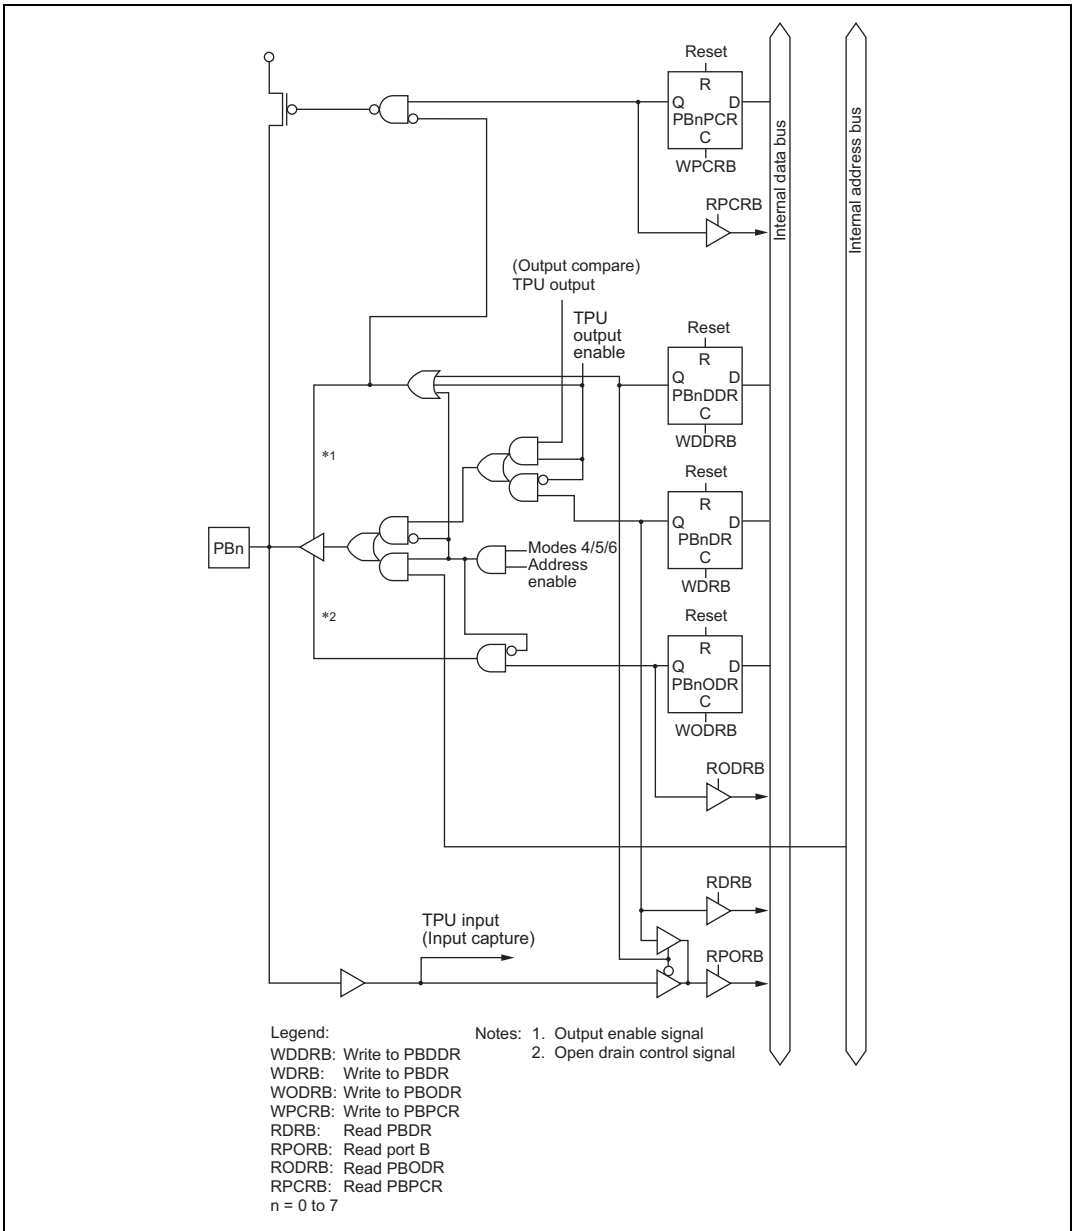 Reset
R
Q D
PBnPCR
C
WPCRB
RPCRB
Internal data bus
Internal address bus
(Output compare)
TPU output
TPU
output
enable
Reset
R
Q D
PBnDDR
C
WDDRB
*1
Reset
R
Q D
PBnDR
C
WDRB
PBn
Modes 4/5/6
Address
enable
*2
Reset
R
Q D
PBnODR
C
WODRB
RODRB
RDRB
TPU input
(Input capture)
RPORB
Legend:
WDDRB: Write to PBDDR
WDRB: Write to PBDR
WODRB: Write to PBODR
WPCRB: Write to PBPCR
RDRB: Read PBDR
RPORB: Read port B
RODRB: Read PBODR
RPCRB: Read PBPCR
n = 0 to 7
Notes: 1. Output enable signal
2. Open drain control signal